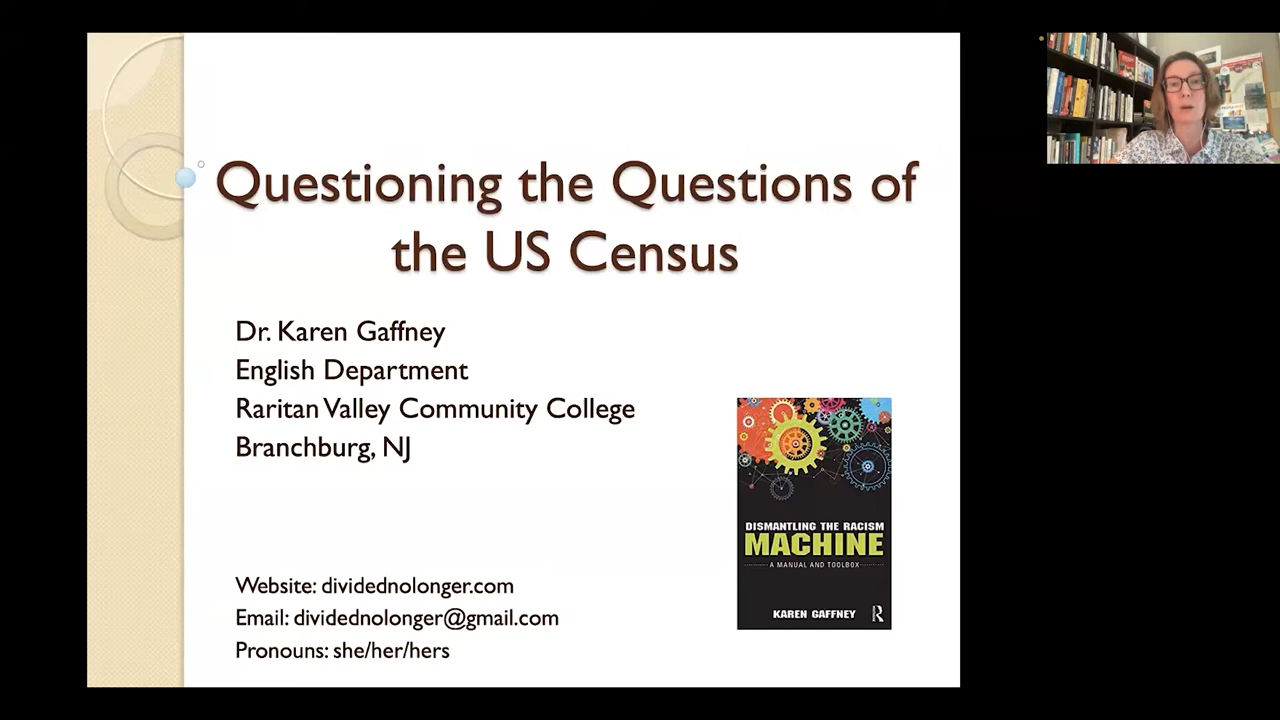 Questioning the Questions of
the US Census
Dr. Karen Gaffney
English Department
Raritan Valley Community College
Branchburg, NJ
DISMANTLING THE RACISM
MACHINE
A MANUAL AND TOOLBOX
KAREN GAFFNEY
R
Website: dividednolonger.com
Email: dividednolonger@gmail.com
Pronouns: she/her/hers